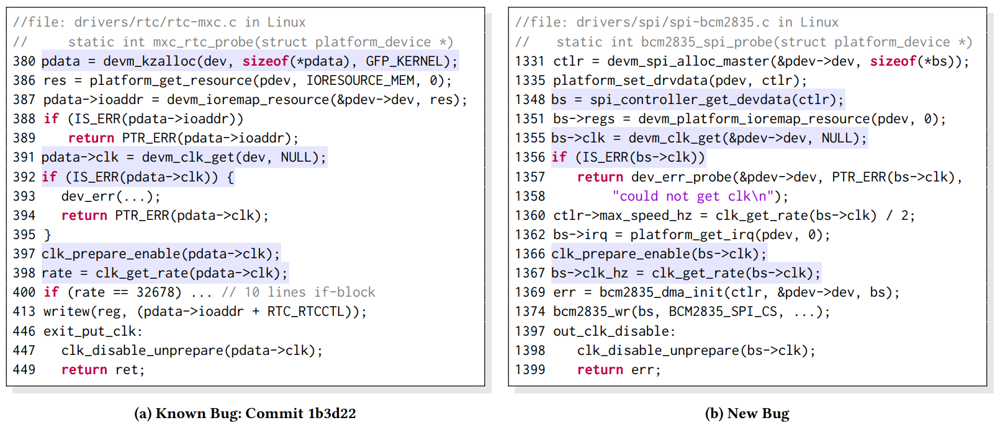 //file: drivers/rtc/rtc-mxc.c in Linux
// static int mxc_rtc_probe(struct platform_device *)
380 pdata = devm_kzalloc(dev, sizeof(*pdata), GFP_KERNEL);
386 res = platform_get_resource(pdev, IORESOURCE_MEM, 0);
387 pdata->ioaddr = devm_ioremap_resource(&pdev->dev, res);
388 if (IS_ERR(pdata->ioaddr))
389 return PTR_ERR(pdata->ioaddr);
391 pdata->clk = devm_clk_get(dev, NULL);
392 if (IS_ERR(pdata->clk)) {
393 dev_err(...);
394 return PTR_ERR(pdata->clk);
395 }
397 clk_prepare_enable(pdata->clk);
398 rate = clk_get_rate(pdata->clk);
400 if (rate == 32678) ... // 10 lines if-block
413 writew(reg, (pdata->ioaddr + RTC_RTCCTL));
446 exit_put_clk:
447 clk_disable_unprepare(pdata->clk);
449 return ret;
(a) Known Bug: Commit 1b3d22
//file: drivers/spi/spi-bcm2835.c in Linux
// static int bcm2835_spi_probe(struct platform_device *)
1331 ctlr = devm_spi_alloc_master(&pdev->dev, sizeof(*bs));
1335 platform_set_drvdata(pdev, ctlr);
1348 bs = spi_controller_get_devdata(ctlr);
1351 bs->regs = devm_platform_ioremap_resource(pdev, 0);
1355 bs->clk = devm_clk_get(&pdev->dev, NULL);
1356 if (IS_ERR(bs->clk))
1357 return dev_err_probe(&pdev->dev, PTR_ERR(bs->clk),
1358 "could not get clk\n");
1360 ctlr->max_speed_hz = clk_get_rate(bs->clk) / 2;
1362 bs->irq = platform_get_irq(pdev, 0);
1366 clk_prepare_enable(bs->clk);
1367 bs->clk_hz = clk_get_rate(bs->clk);
1369 err = bcm2835_dma_init(ctlr, &pdev->dev, bs);
1374 bcm2835_wr(bs, BCM2835_SPI_CS, ...);
1397 out_clk_disable:
1398 clk_disable_unprepare(bs->clk);
1399 return err;
(b) New Bug